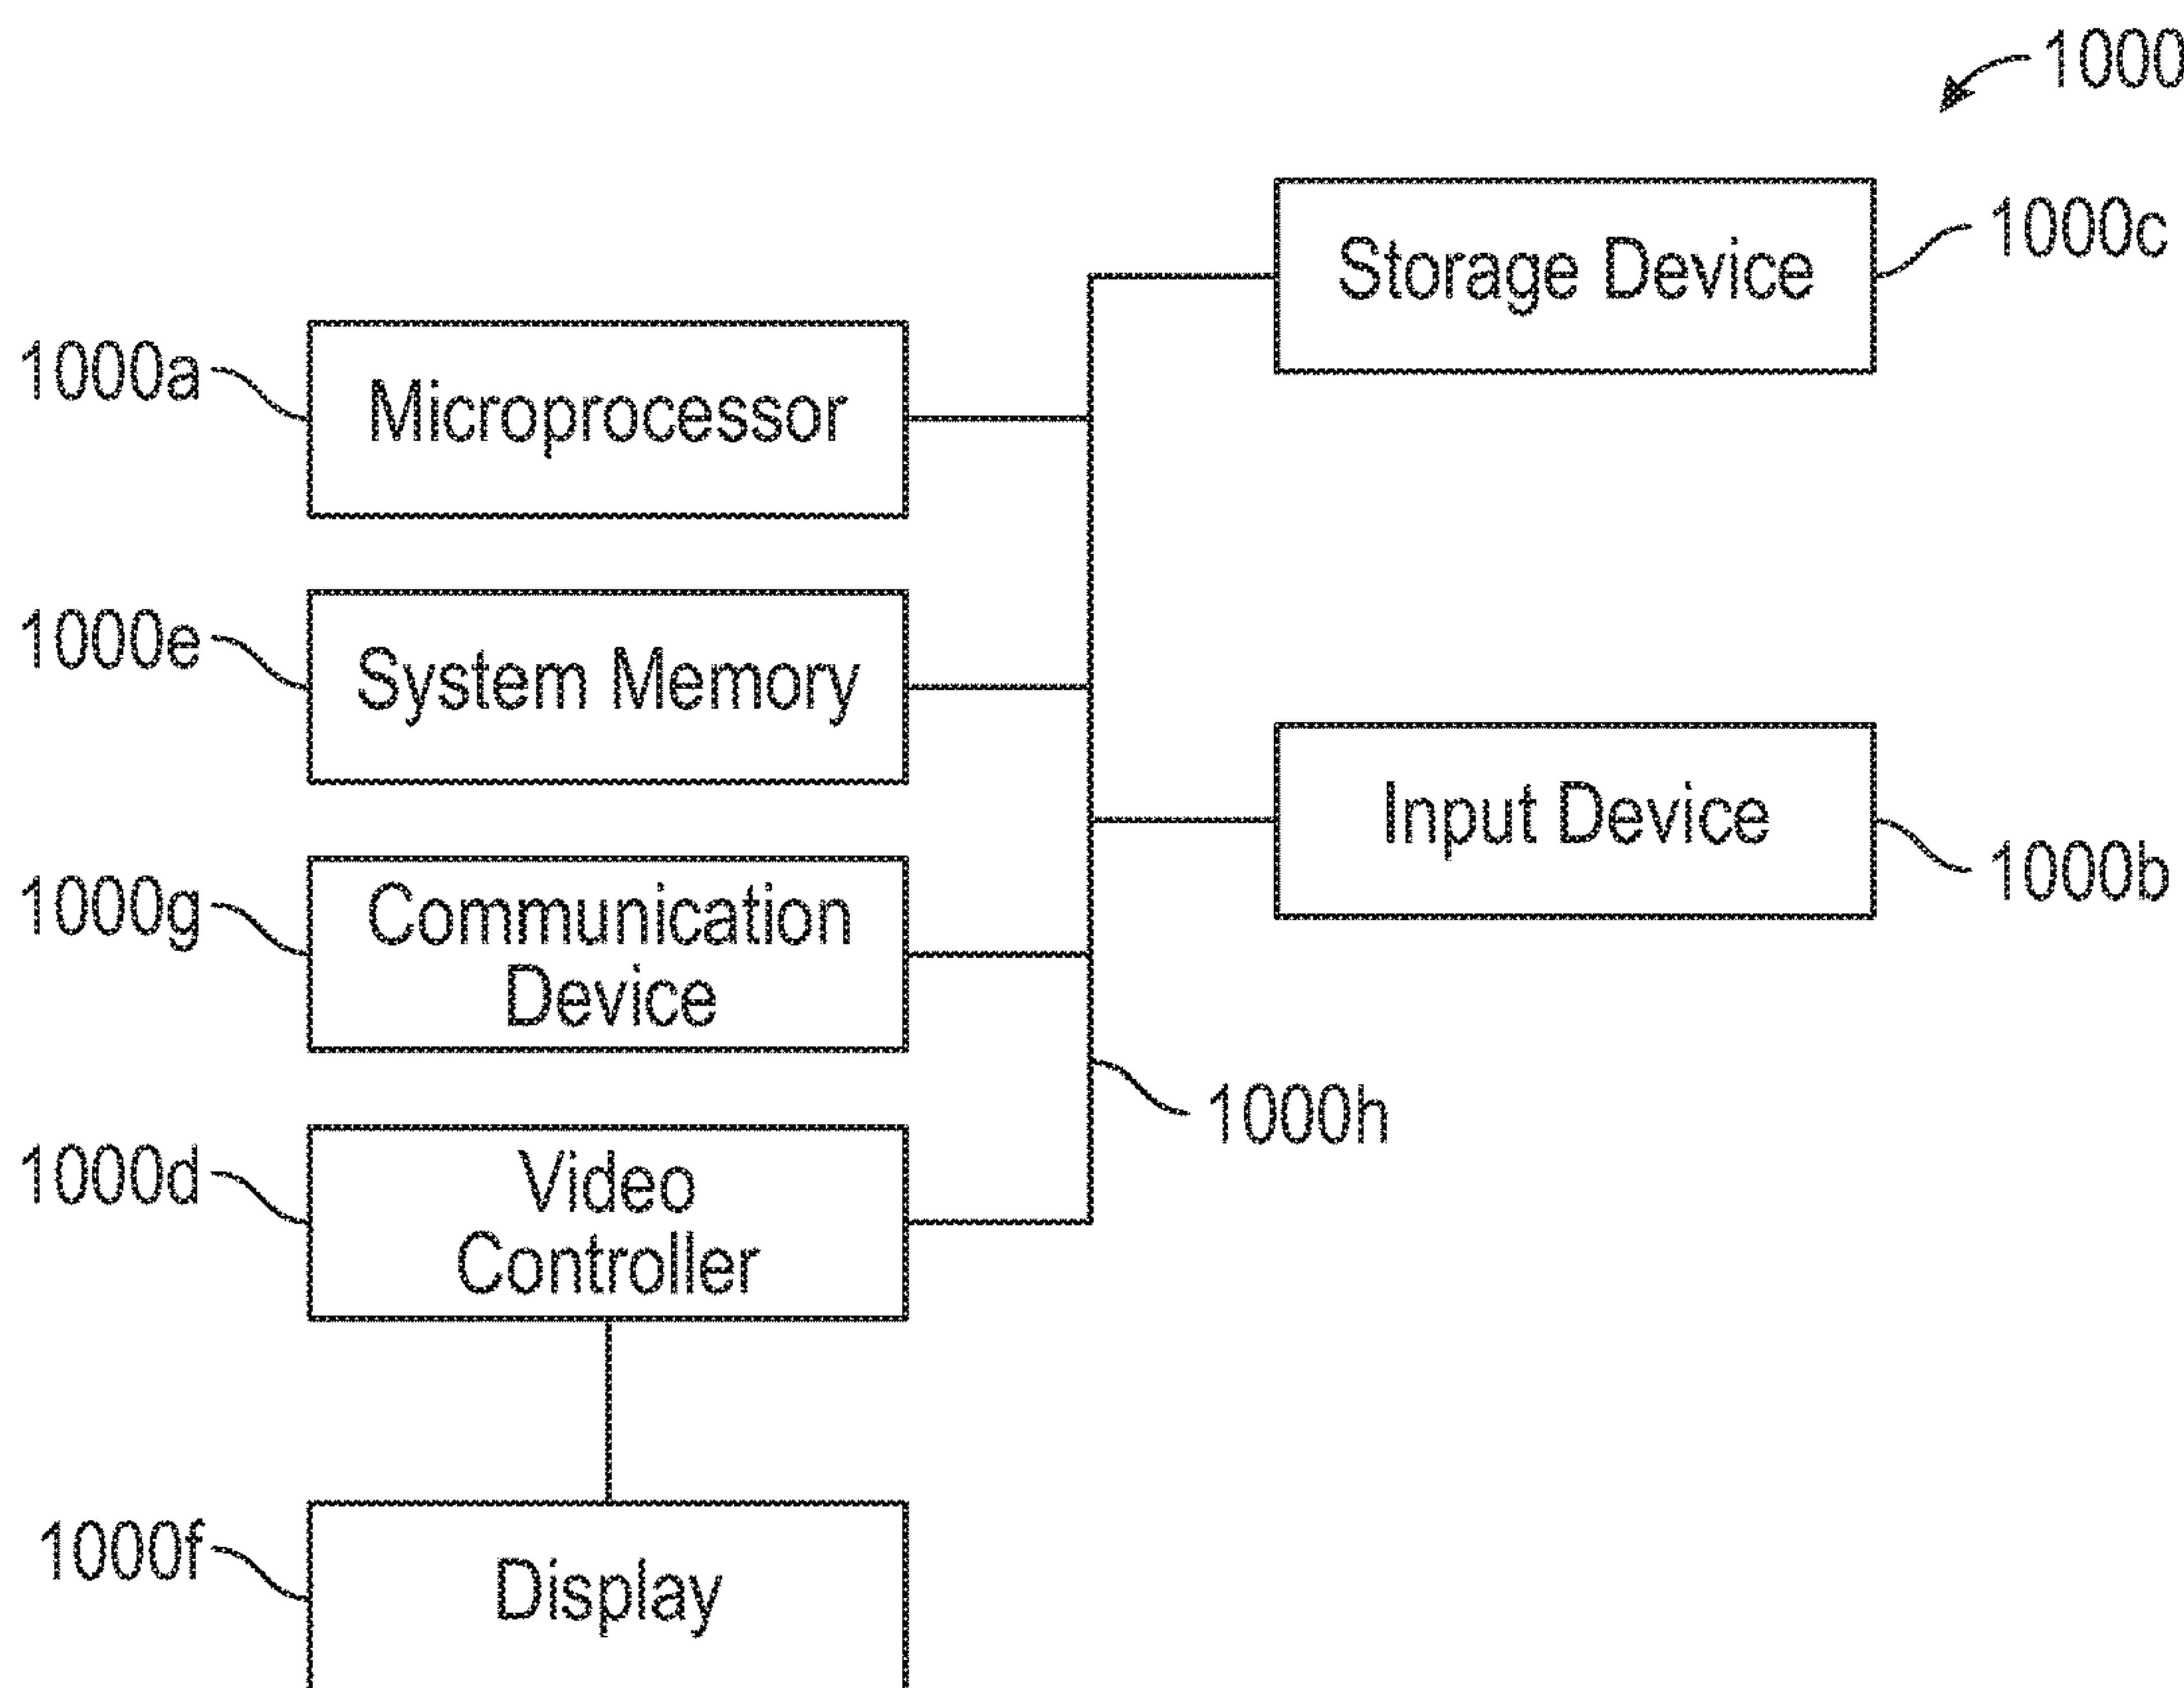 1000
Storage Device
1000c
1000a
Microprocessor
1000e
System Memory
Input Device
1000b
1000g
Communication
Device
1000h
1000d
Video
Controller
1000f
Display